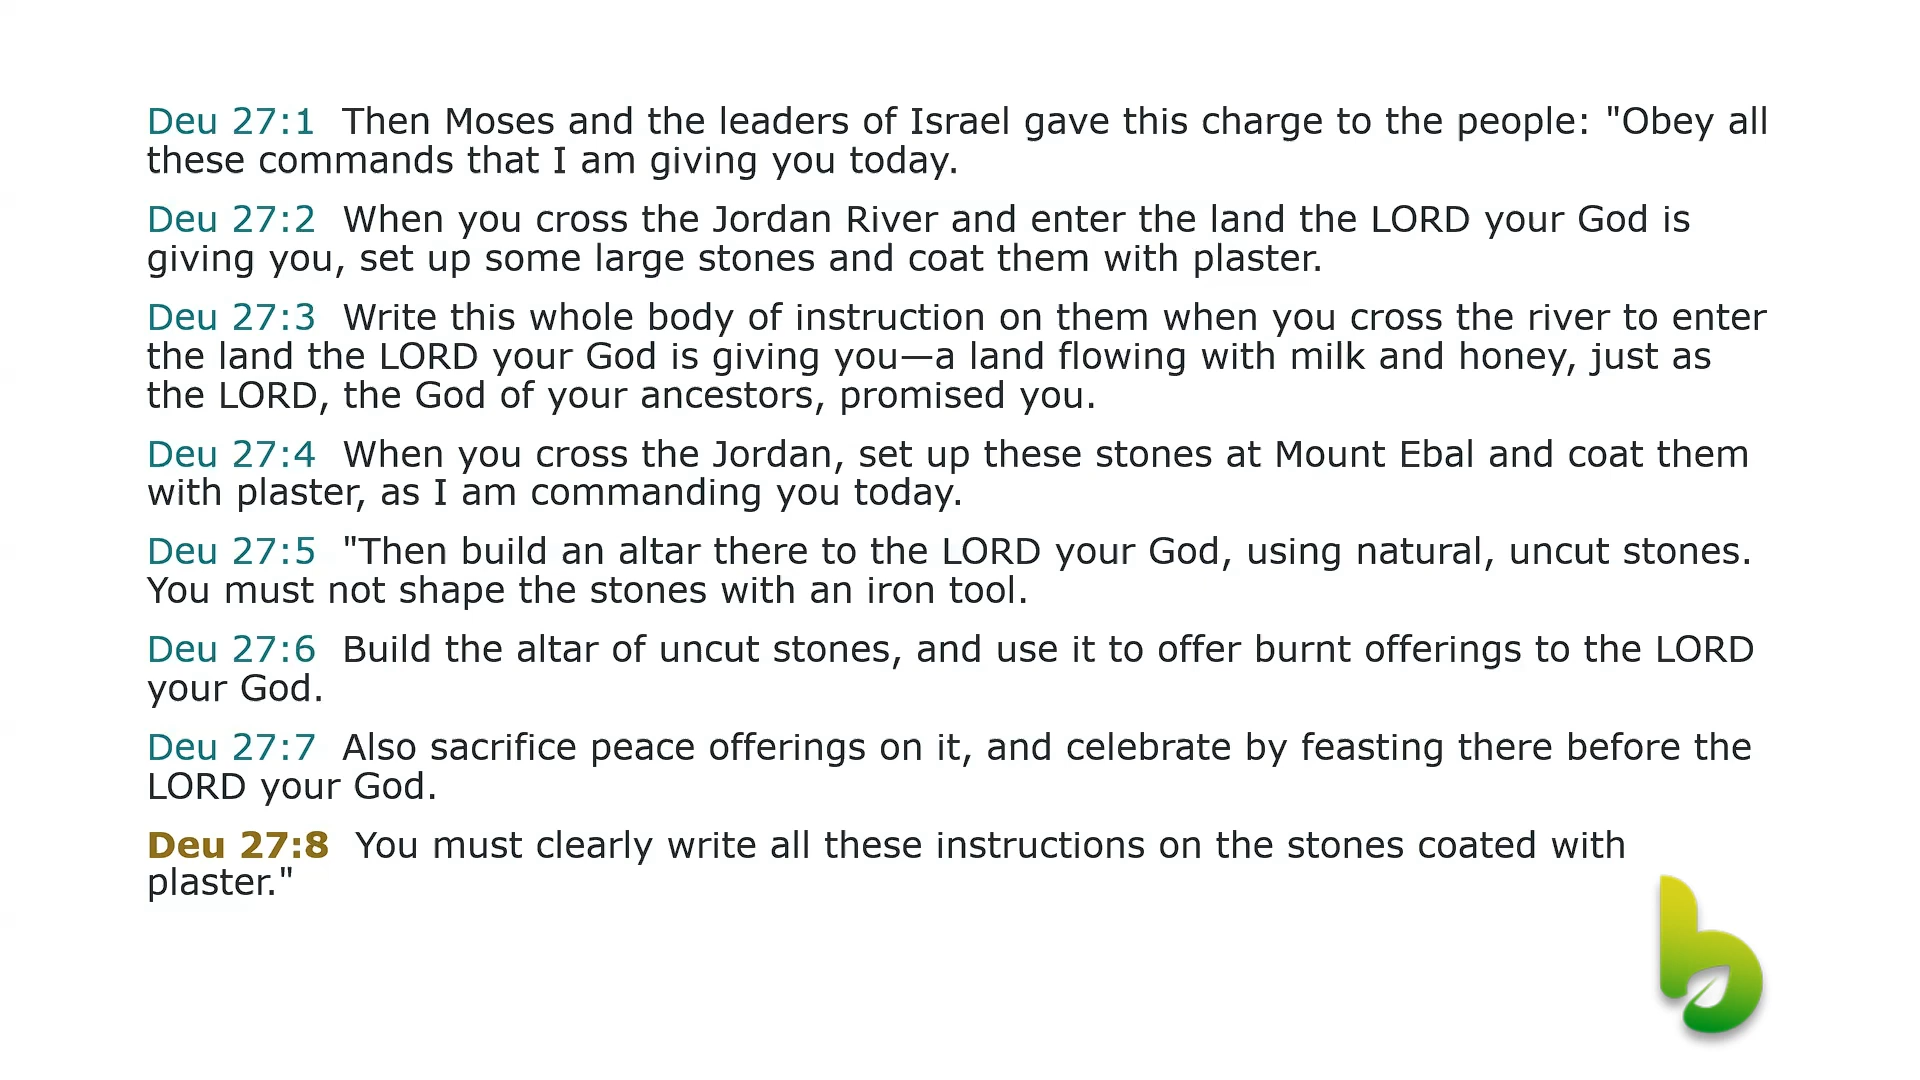 Deu 27:1  Then Moses and the leaders of Israel gave this charge to the people: "Obey all
these commands that I am giving you today.
Deu 27:2  When you cross the Jordan River and enter the land the LORD your God is
giving you, set up some large stones and coat them with plaster.
Deu 27:3  Write this whole body of instruction on them when you cross the river to enter
the land the LORD your God is giving you—a land flowing with milk and honey, just as
the LORD, the God of your ancestors, promised you.
Deu 27:4  When you cross the Jordan, set up these stones at Mount Ebal and coat them
with plaster, as I am commanding you today.
Deu 27:5  "Then build an altar there to the LORD your God, using natural, uncut stones.
You must not shape the stones with an iron tool.
Deu 27:6  Build the altar of uncut stones, and use it to offer burnt offerings to the LORD
your God.
Deu 27:7  Also sacrifice peace offerings on it, and celebrate by feasting there before the
LORD your God.
Deu 27:8  You must clearly write all these instructions on the stones coated with
plaster."